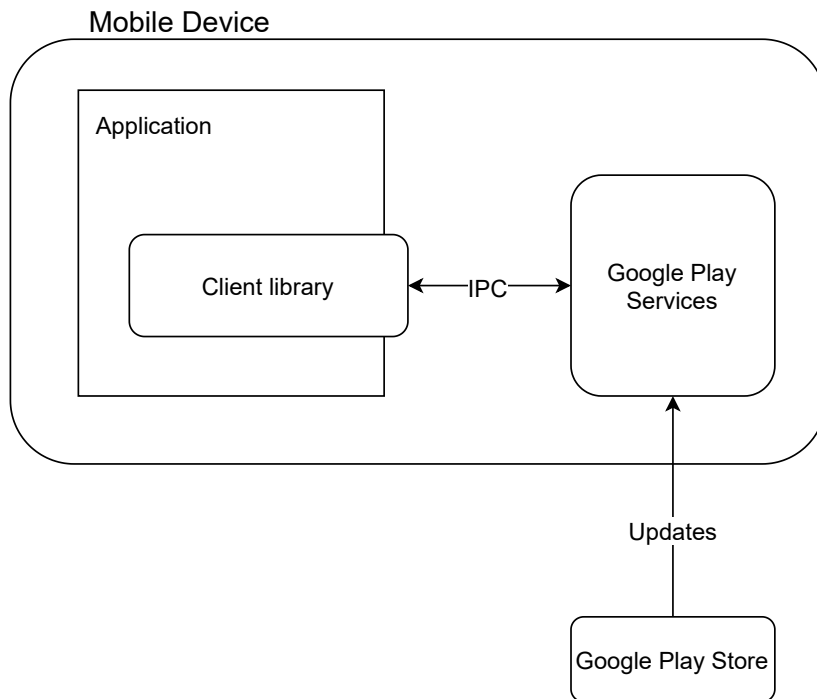 Mobile Device
Application
Client library
IPC
Google Play
Services
Updates
Google Play Store